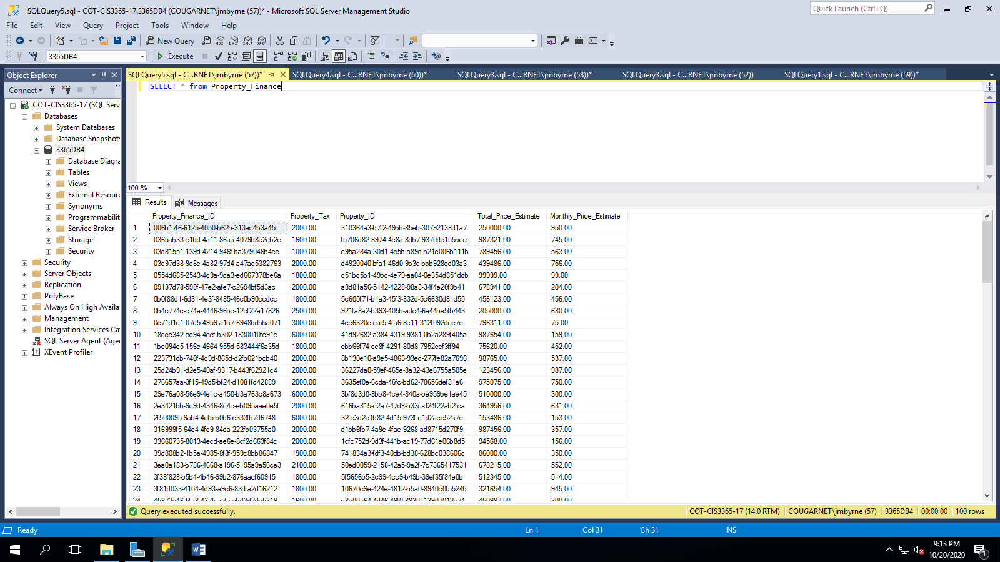 SQLQuery5.sql - COT-CIS3365-17.3365DB4 (COUGARNET\jmbyrne (57))* - Microsoft SQL Server Management Studio
Quick Launch (Ctrl+Q)
File Edit View Query Project Tools Window Help
New Query MDX DMX XMLA DAX
3365DB4 Execute
Object Explorer
SQLQuery5.sql - C...RNET\jmbyrne (57))* SQLQuery4.sql - C...RNET\jmbyrne (60))* SQLQuery3.sql - C...RNET\jmbyrne (58))* SQLQuery3.sql - C...RNET\jmbyrne (52)) SQLQuery1.sql - C...RNET\jmbyrne (59))*
Connect
COT-CIS3365-17 (SQL Serv
Databases
System Databases
Database Snapshots
3365DB4
Database Diagra
Tables
Views
External Resourc
Synonyms
Programmabilit
Service Broker
Storage
Security
Security
Server Objects
Replication
PolyBase
Always On High Availa
Management
Integration Services Ca
SQL Server Agent (Agen
XEvent Profiler
SELECT * from Property_Finance
100 %
Results Messages
Property_Finance_ID Property_Tax Property_ID Total_Price_Estimate Monthly_Price_Estimate
1 006b17f6-6125-4050-b62b-313ac4b3a45f 2000.00 310364a3-b7f2-49bb-85eb-30792138d1a7 250000.00 950.00
2 0365ab33-c1bd-4a11-86aa-4079b8e2cb2c 1600.00 f5706d82-8974-4c8a-8db7-9370de155bec 987321.00 745.00
3 03d81551-139d-4214-946f-ba379046b4ee 1000.00 c95a284a-30d1-4e5b-a89d-b21e006b111b 789456.00 563.00
4 03e97d38-9e8e-4a82-97d4-a47ae5382763 2000.00 d4920040-bfa1-46d0-9b3e-bbb928ed03a3 439486.00 756.00
5 0554d685-2543-4c9a-9da3-ed667378be6a 1800.00 c51bc5b1-49bc-4e79-aa04-0e354d851ddb 99999.00 99.00
6 09137d78-598f-47e2-afe7-c2694bf5d3ac 2000.00 a8d81a56-5142-4228-98a3-34f4e26f9b41 678941.00 204.00
7 0b0f88d1-6d31-4e3f-8485-46c0b90ccdcc 1800.00 5c605f71-b1a3-45f3-832d-5c6630d81d55 456123.00 456.00
8 0b4c774c-c74e-4446-96bc-12cf22e17826 2500.00 921fa8a2-b393-405b-adc4-6e44be5fb443 205000.00 680.00
9 0e71d1e1-07d5-4959-a1b7-6948bdbba071 3000.00 4cc6320c-caf5-4fa6-8e11-312f092dec7c 796311.00 75.00
10 18ecc342-ce94-4ccf-b302-1830010fc91c 6000.00 41d92682-a384-4319-9381-0b2a289f405a 987654.00 159.00
11 1bc094c5-156c-4664-955d-583444f6a35d 1800.00 cbb66f74-ee8f-4291-80d8-7952cef3ff94 75620.00 452.00
12 223731db-746f-4c9d-865d-d2fb021bcb40 2000.00 8b130e10-a9e5-4863-93ed-277fe82a7696 98765.00 537.00
13 25d24b91-d2e5-40af-9317-b443f62921c4 2000.00 36227da0-59ef-465e-8a32-43e6755a505e 123456.00 987.00
14 276657aa-3f15-49d5-bf24-d1081fd42889 2000.00 3635ef0e-6cda-46fc-bd62-78656def31a6 975075.00 750.00
15 29e76a08-56e9-4e1c-a450-b3a763c8a673 6000.00 3bf8d3d0-8bb8-4ce4-840a-be959be1ae45 510000.00 300.00
16 2e3421bb-9c9d-4346-8c4c-eb095aee0e5f 2000.00 616ba815-c2a7-47d8-b33c-d24f22ab2fca 364956.00 631.00
17 2f500095-9ab4-4ef5-b0b6-c333fb7d6748 6000.00 32fc3d2e-fb82-4d15-973f-e1d2acc52a7c 153486.00 153.00
18 316999f5-64e4-4fe9-84da-222fb03755a0 2000.00 d1bb6fb7-4a9e-4fae-9268-ad8715d270f9 987456.00 357.00
19 33660735-8013-4ecd-ae6e-8cf2d663f84c 2000.00 1cfc752d-9d3f-441b-ac19-77d61e06b8d5 94568.00 156.00
20 39d808b2-1b5a-4985-8f8f-959c8bb86847 1900.00 741834a3-fdf3-40db-bd38-628bc038606c 86000.00 350.00
21 3ea0a183-b786-4668-a196-5195a9a56ce3 2100.00 50ed0059-2158-42a5-9a2f-7c7365417531 678215.00 552.00
22 3f38f828-b5b4-4b46-99b2-876aacf60915 1800.00 5f5656b5-2c99-4cc9-b49b-39ef35f84e0b 512345.00 514.00
23 3f81d033-4104-4d93-a9c6-83dfa2d16212 1800.00 10670c9e-424e-4812-b5a0-8940c0f5524b 321654.00 945.00
24 1600.00 450987.00 300.00
Query executed successfully. COT-CIS3365-17 (14.0 RTM) COUGARNET\jmbyrne (57) 3365DB4 00:00:00 100 rows
Ready Ln 1 Col 31 Ch 31 INS
9:13 PM
10/20/2020
1